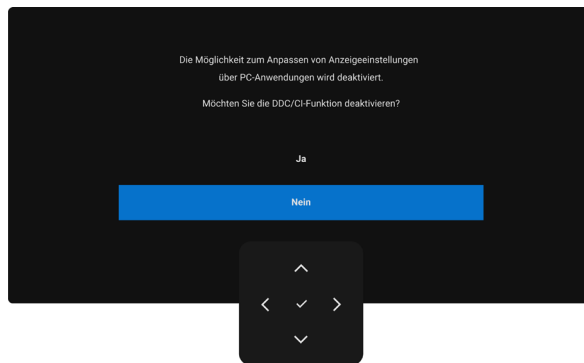 Die Möglichkeit zum Anpassen von Anzeigeeinstellungen
über PC-Anwendungen wird deaktiviert.
Möchten Sie die DDC/CI-Funktion deaktivieren?
Ja
Nein